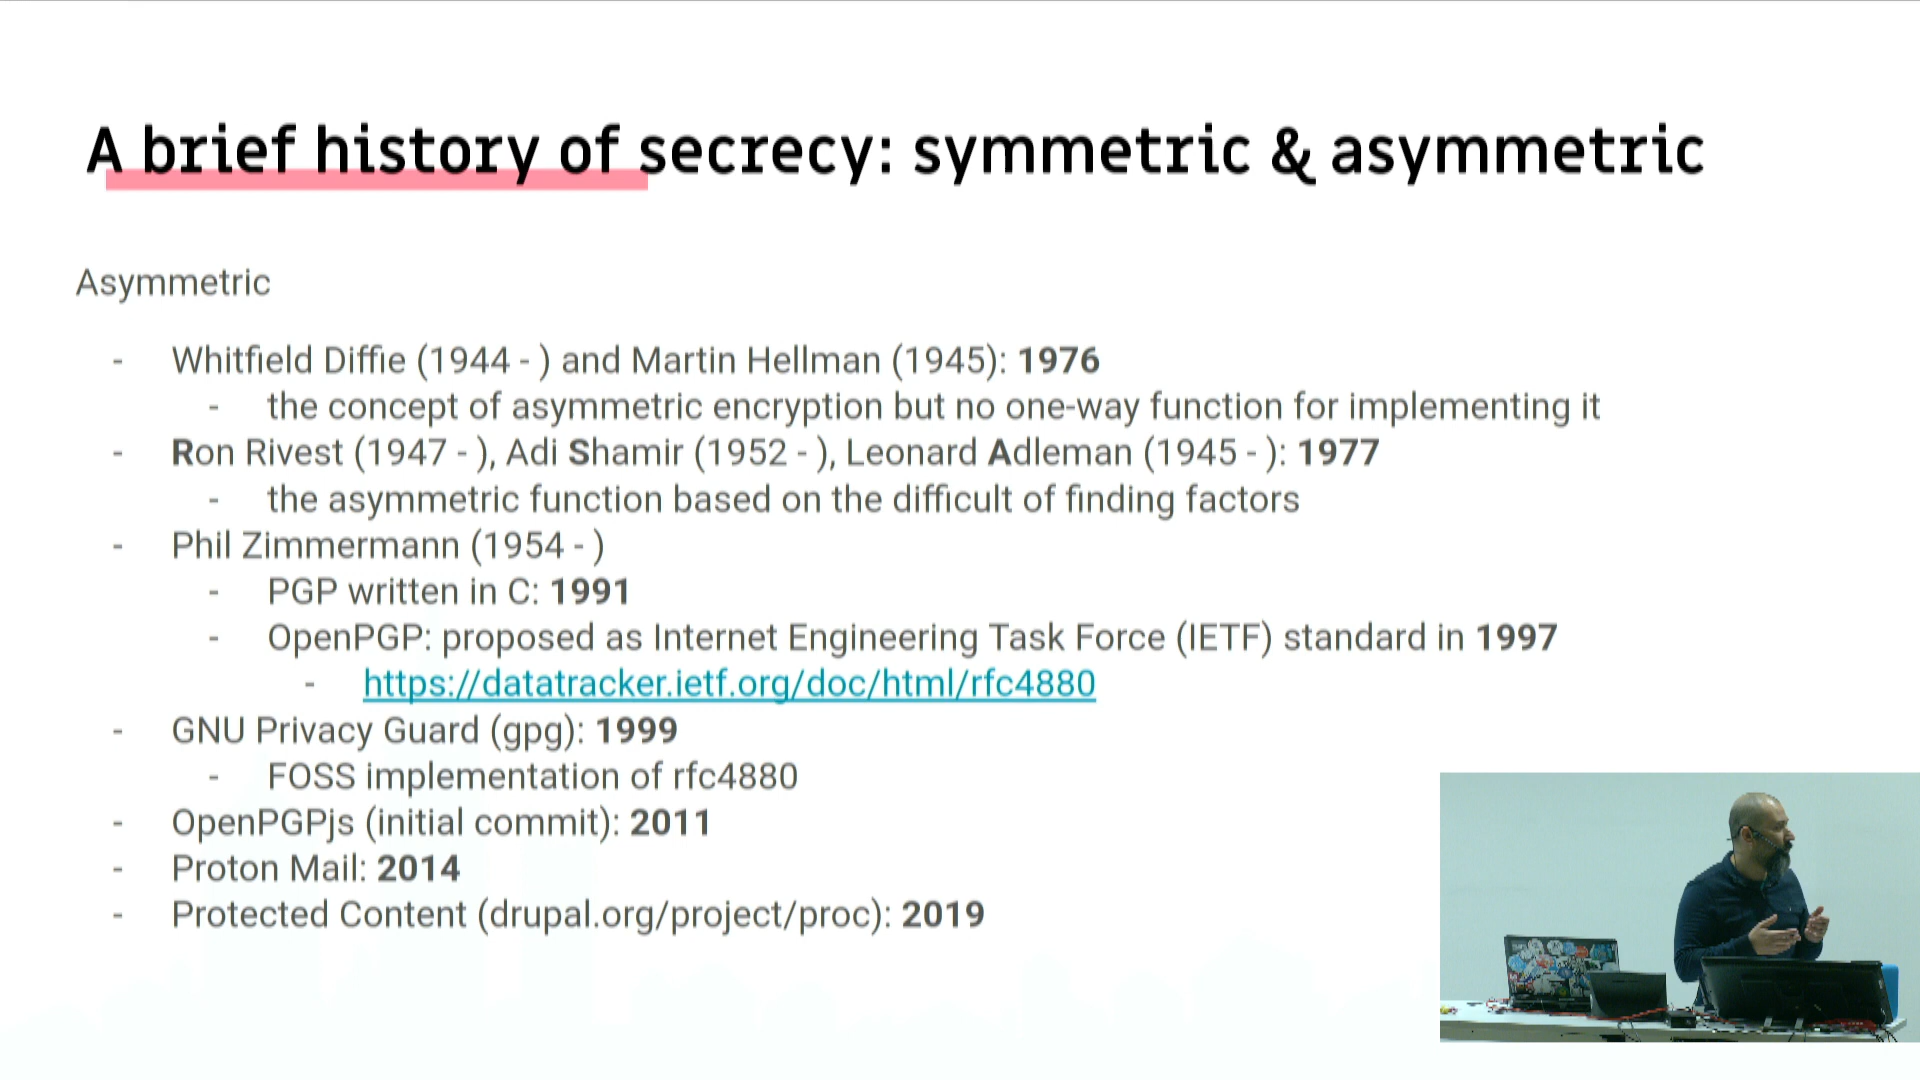 A brief history of secrecy: symmetric & asymmetric
Asymmetric
- Whitfield Diffie (1944 - ) and Martin Hellman (1945): 1976
- the concept of asymmetric encryption but no one-way function for implementing it
- Ron Rivest (1947 - ), Adi Shamir (1952 - ), Leonard Adleman (1945 - ): 1977
- the asymmetric function based on the difficult of finding factors
- Phil Zimmermann (1954 - )
- PGP written in C: 1991
- OpenPGP: proposed as Internet Engineering Task Force (IETF) standard in 1997
- https://datatracker.ietf.org/doc/html/rfc4880
- GNU Privacy Guard (gpg): 1999
- FOSS implementation of rfc4880
- OpenPGPjs (initial commit): 2011
- Proton Mail: 2014
- Protected Content (drupal.org/project/proc): 2019